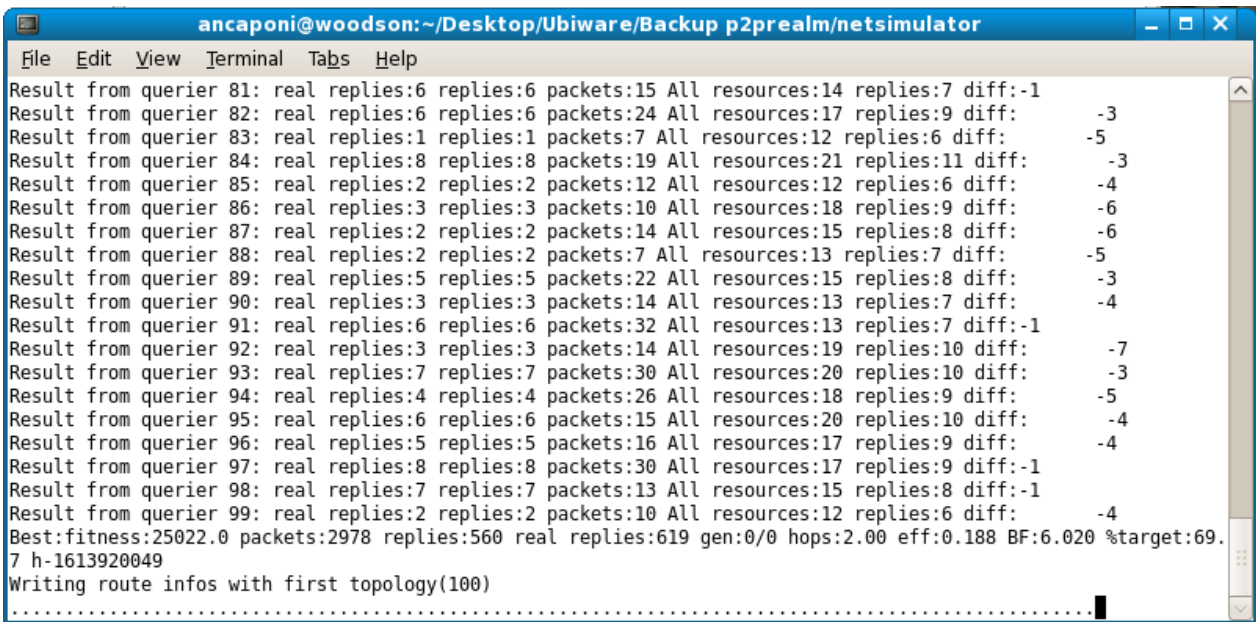 ancaponi@woodson:~/Desktop/Ubiware/Backup p2prealm/netsimulator
File Edit View Terminal Tabs Help
Result from querier 81: real replies:6 replies:6 packets:15 All resources:14 replies:7 diff:-1
Result from querier 82: real replies:6 replies:6 packets:24 All resources:17 replies:9 diff: -3
Result from querier 83: real replies:1 replies:1 packets:7 All resources:12 replies:6 diff: -5
Result from querier 84: real replies:8 replies:8 packets:19 All resources:21 replies:11 diff: -3
Result from querier 85: real replies:2 replies:2 packets:12 All resources:12 replies:6 diff: -4
Result from querier 86: real replies:3 replies:3 packets:10 All resources:18 replies:9 diff: -6
Result from querier 87: real replies:2 replies:2 packets:14 All resources:15 replies:8 diff: -6
Result from querier 88: real replies:2 replies:2 packets:7 All resources:13 replies:7 diff: -5
Result from querier 89: real replies:5 replies:5 packets:22 All resources:15 replies:8 diff: -3
Result from querier 90: real replies:3 replies:3 packets:14 All resources:13 replies:7 diff: -4
Result from querier 91: real replies:6 replies:6 packets:32 All resources:13 replies:7 diff:-1
Result from querier 92: real replies:3 replies:3 packets:14 All resources:19 replies:10 diff: -7
Result from querier 93: real replies:7 replies:7 packets:30 All resources:20 replies:10 diff: -3
Result from querier 94: real replies:4 replies:4 packets:26 All resources:18 replies:9 diff: -5
Result from querier 95: real replies:6 replies:6 packets:15 All resources:20 replies:10 diff: -4
Result from querier 96: real replies:5 replies:5 packets:16 All resources:17 replies:9 diff: -4
Result from querier 97: real replies:8 replies:8 packets:30 All resources:17 replies:9 diff:-1
Result from querier 98: real replies:7 replies:7 packets:13 All resources:15 replies:8 diff:-1
Result from querier 99: real replies:2 replies:2 packets:10 All resources:12 replies:6 diff: -4
Best:fitness:25022.0 packets:2978 replies:560 real replies:619 gen:0/0 hops:2.00 eff:0.188 BF:6.020 %target:69.
7 h-1613920049
Writing route infos with first topology(100)
...................................................................................................